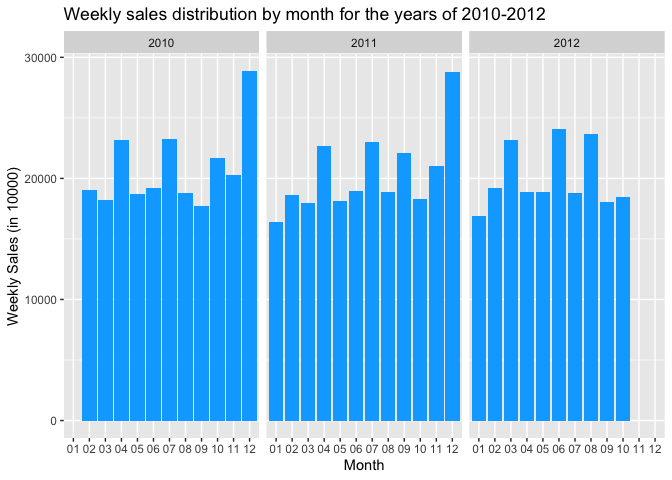 Weekly sales distribution by month for the years of 2010-2012
2010 2011 2012
30000
20000
10000
0
Weekly Sales (in 10000)
01 02 03 04 05 06 07 08 09 10 11 12 01 02 03 04 05 06 07 08 09 10 11 12 01 02 03 04 05 06 07 08 09 10 11 12
Month